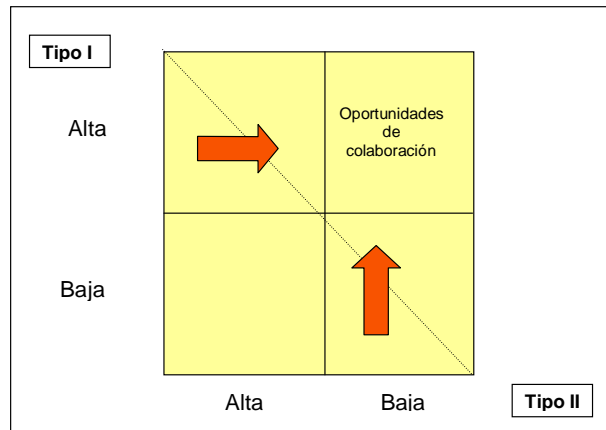 Tipo I
Alta
Oportunidades
de
colaboración
Baja
Alta
Baja
Tipo II